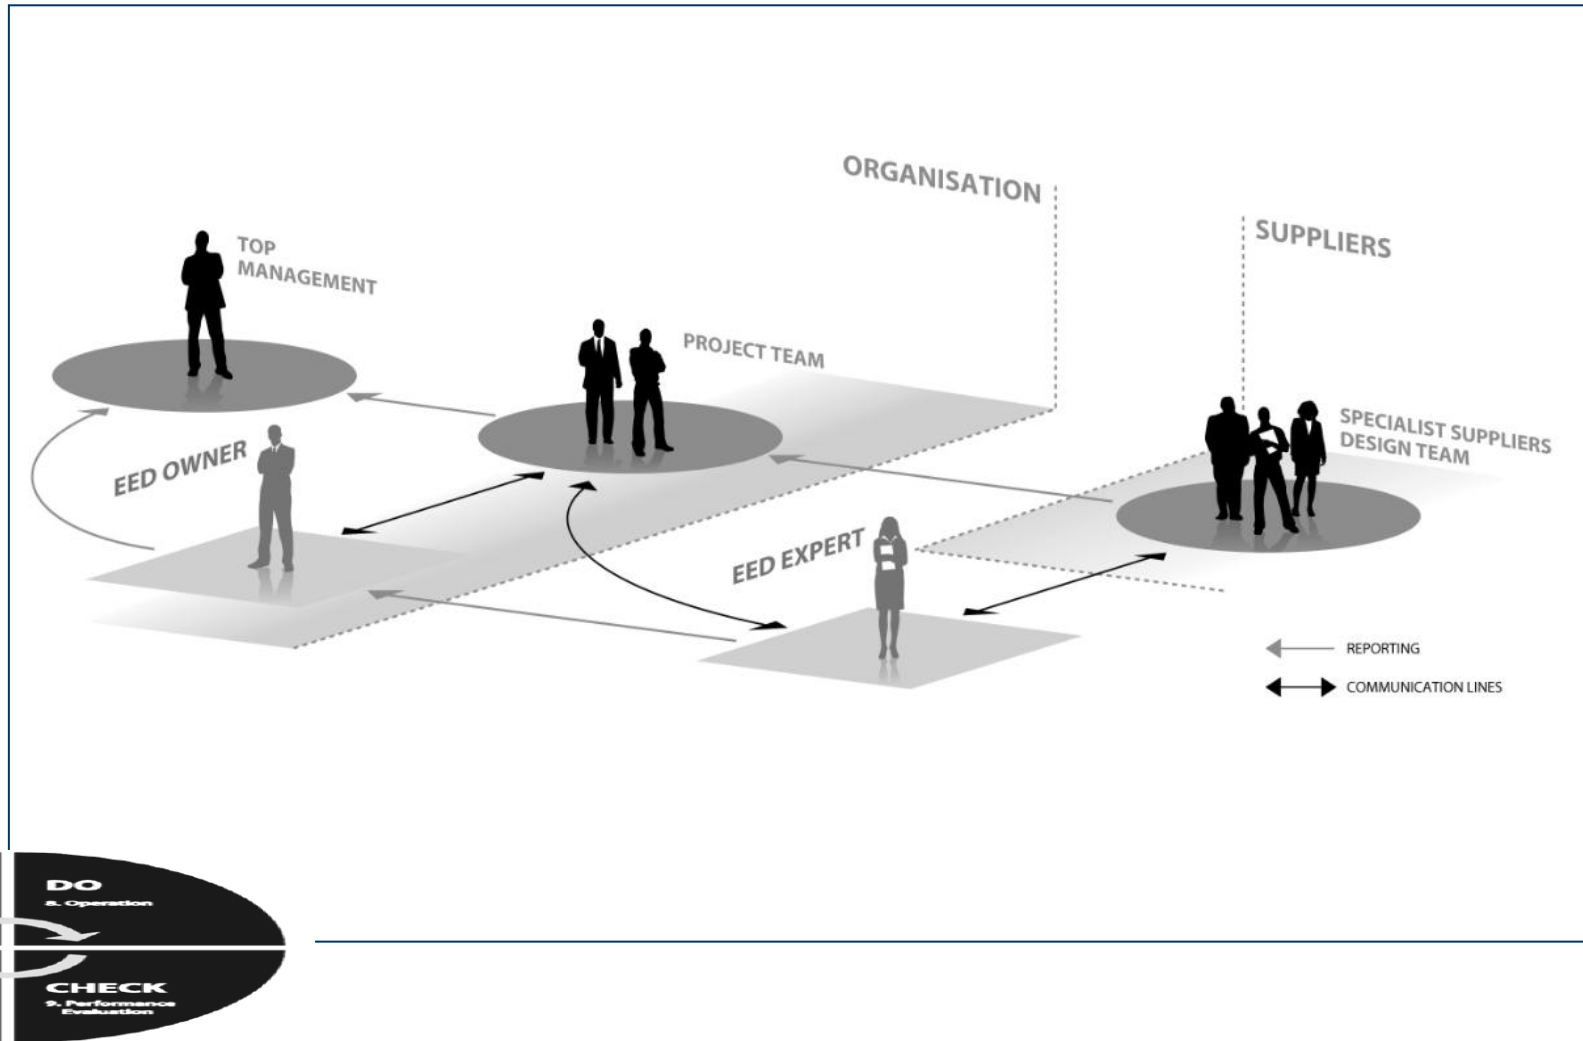 ORGANISATION
SUPPLIERS
TOP
MANAGEMENT
PROJECT TEAM
SPECIALIST SUPPLIERS
DESIGN TEAM
EED OWNER
EED EXPERT
REPORTING
COMMUNICATION LINES
DO
8. Operation
CHECK
9. Performance
Evaluation